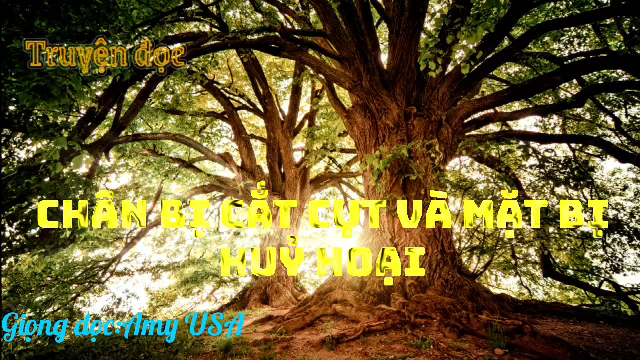 Truyện đọc
CHÂN BỊ CẮT CỤT VÀ MẶT BỊ
HUỶ HOẠI
Giọng đọc:Amy USA